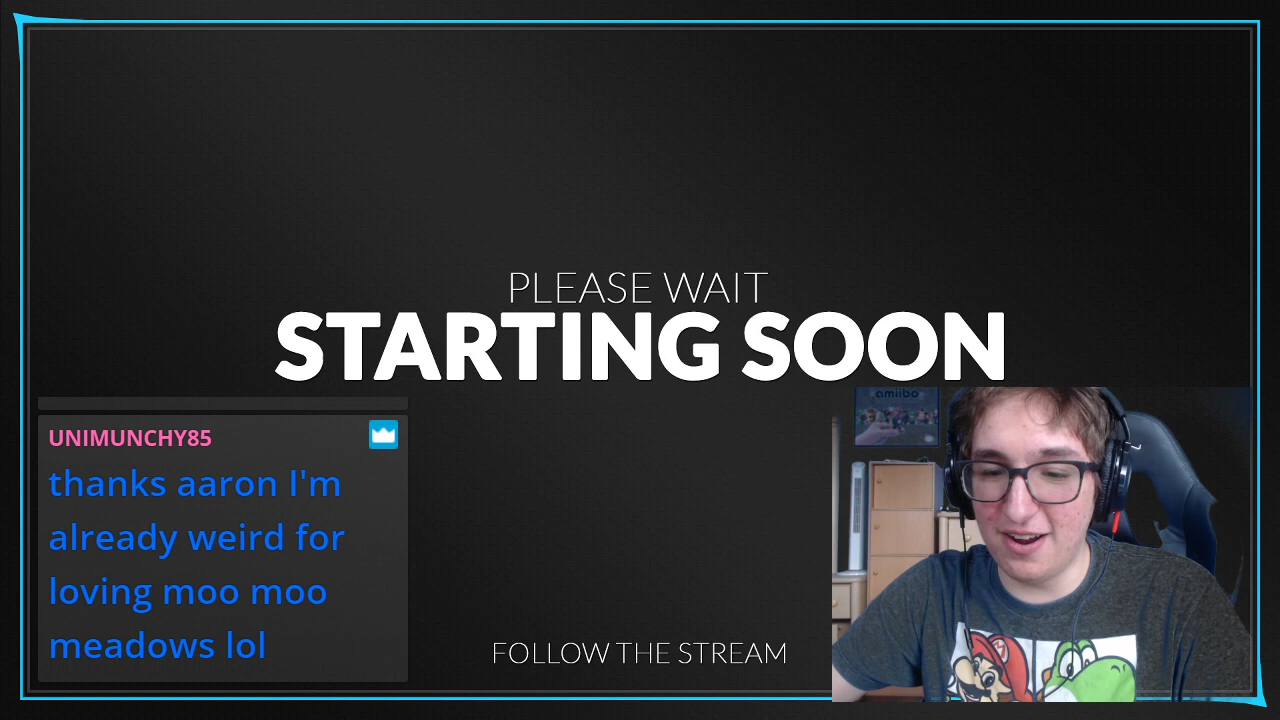 PLEASE WAIT
STARTING SOON
amiibo
UNIMUNCHY85
thanks aaron I'm
already weird for
loving moo moo
meadows lol
FOLLOW THE STREAM